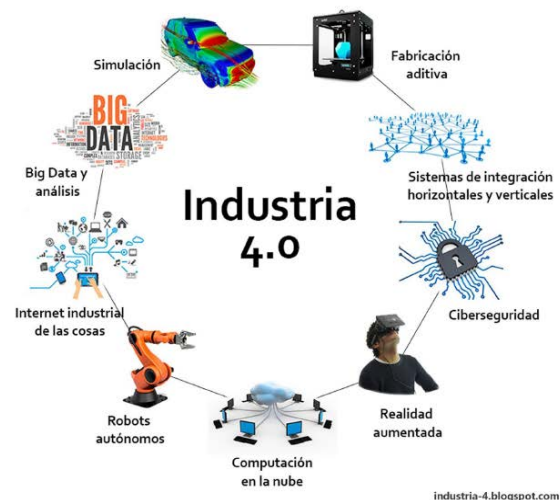 Simulación
Fabricación
aditiva
BIG
DATA
Big Data y
análisis
Sistemas de integración
horizontales y verticales
Industria
4.0
Internet industrial
de las cosas
Ciberseguridad
Robots
autónomos
Realidad
aumentada
Computación
en la nube
industria-4.blogspot.com